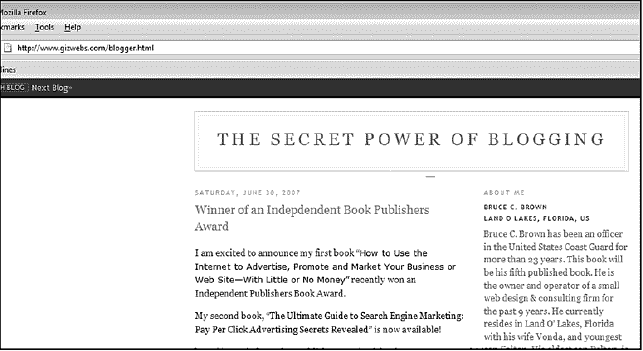 Mozilla Firefox
kmarks Tools Help
http://www.gizwebs.com/blogger.html
lines
H BLOG | Next Blog»
THE SECRET POWER OF BLOGGING
SATURDAY, JUNE 30, 2007
Winner of an Indepdendent Book Publishers
Award
I am excited to announce my first book "How to Use the
Internet to Advertise, Promote and Market Your Business or
Web Site—With Little or No Money" recently won an
Independent Publishers Book Award.
My second book, "The Ultimate Guide to Search Engine Marketing:
Pay Per Click Advertising Secrets Revealed" is now available!
ABOUT ME
BRUCE C. BROWN
LAND O LAKES, FLORIDA, US
Bruce C. Brown has been an officer
in the United States Coast Guard for
more than 23 years. This book will
be his fifth published book. He is
the owner and operator of a small
web design & consulting firm for
the past 9 years. He currently
resides in Land O' Lakes, Florida
with his wife Vonda, and youngest